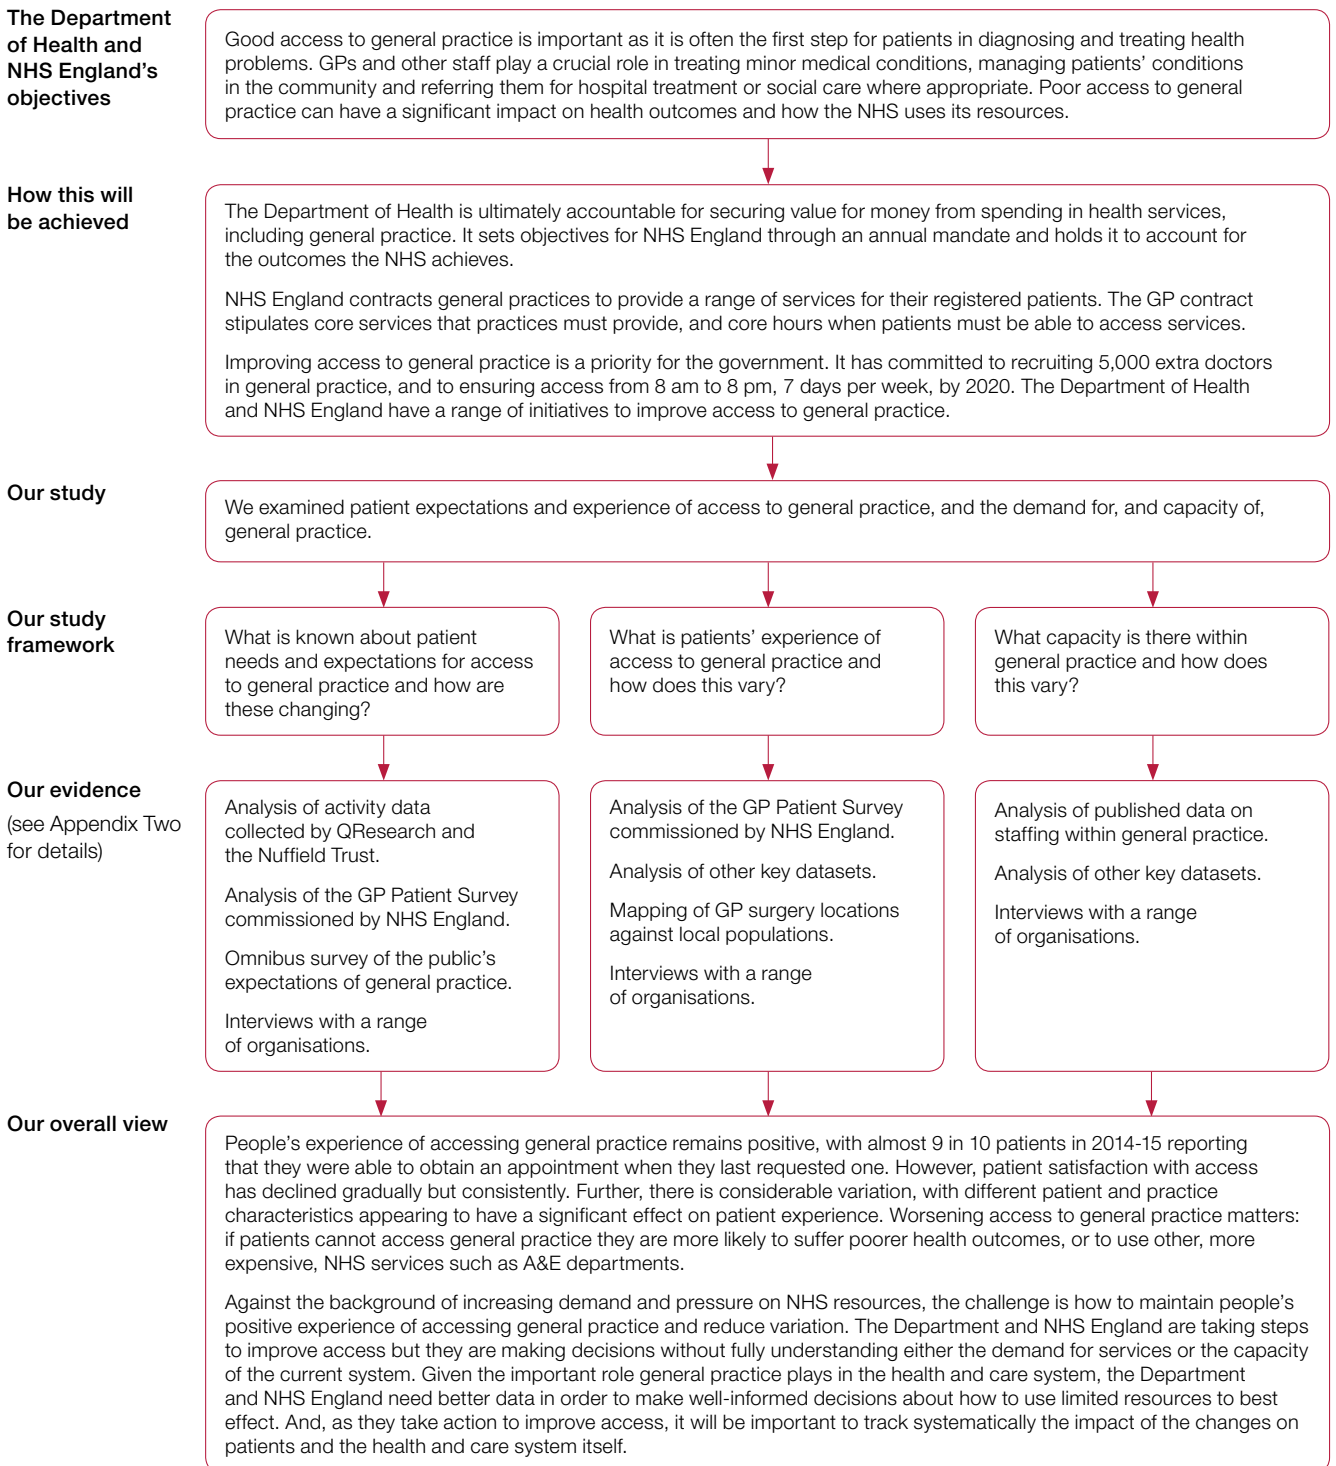 The Department
of Health and
NHS England’s
objectives
Good access to general practice is important as it is often the first step for patients in diagnosing and treating health
problems. GPs and other staff play a crucial role in treating minor medical conditions, managing patients’ conditions
in the community and referring them for hospital treatment or social care where appropriate. Poor access to general
practice can have a significant impact on health outcomes and how the NHS uses its resources.
How this will
be achieved
The Department of Health is ultimately accountable for securing value for money from spending in health services,
including general practice. It sets objectives for NHS England through an annual mandate and holds it to account for
the outcomes the NHS achieves.
NHS England contracts general practices to provide a range of services for their registered patients. The GP contract
stipulates core services that practices must provide, and core hours when patients must be able to access services.
Improving access to general practice is a priority for the government. It has committed to recruiting 5,000 extra doctors
in general practice, and to ensuring access from 8 am to 8 pm, 7 days per week, by 2020. The Department of Health
and NHS England have a range of initiatives to improve access to general practice.
Our study
We examined patient expectations and experience of access to general practice, and the demand for, and capacity of,
general practice.
Our study
framework
What is known about patient
needs and expectations for access
to general practice and how are
these changing?
What is patients’ experience of
access to general practice and
how does this vary?
What capacity is there within
general practice and how does
this vary?
Our evidence
(see Appendix Two
for details)
Analysis of activity data
collected by QResearch and
the Nuffield Trust.
Analysis of the GP Patient Survey
commissioned by NHS England.
Omnibus survey of the public’s
expectations of general practice.
Interviews with a range
of organisations.
Analysis of the GP Patient Survey
commissioned by NHS England.
Analysis of other key datasets.
Mapping of GP surgery locations
against local populations.
Interviews with a range
of organisations.
Analysis of published data on
staffing within general practice.
Analysis of other key datasets.
Interviews with a range
of organisations.
Our overall view
People’s experience of accessing general practice remains positive, with almost 9 in 10 patients in 2014-15 reporting
that they were able to obtain an appointment when they last requested one. However, patient satisfaction with access
has declined gradually but consistently. Further, there is considerable variation, with different patient and practice
characteristics appearing to have a significant effect on patient experience. Worsening access to general practice matters:
if patients cannot access general practice they are more likely to suffer poorer health outcomes, or to use other, more
expensive, NHS services such as A&E departments.
Against the background of increasing demand and pressure on NHS resources, the challenge is how to maintain people’s
positive experience of accessing general practice and reduce variation. The Department and NHS England are taking steps
to improve access but they are making decisions without fully understanding either the demand for services or the capacity
of the current system. Given the important role general practice plays in the health and care system, the Department
and NHS England need better data in order to make well-informed decisions about how to use limited resources to best
effect. And, as they take action to improve access, it will be important to track systematically the impact of the changes on
patients and the health and care system itself.